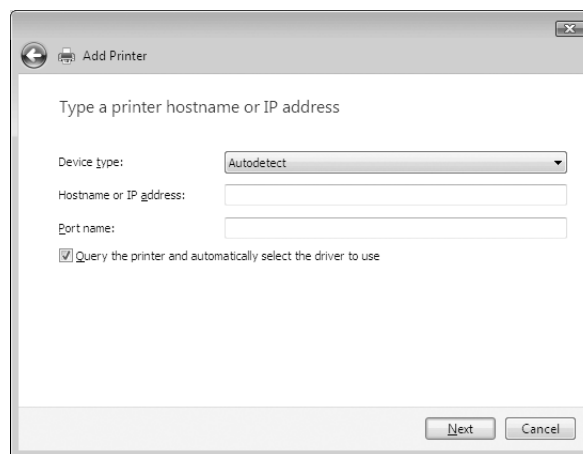 Add Printer
Type a printer hostname or IP address
Device type: Autodetect
Hostname or IP address:
Port name:
Query the printer and automatically select the driver to use
Next Cancel